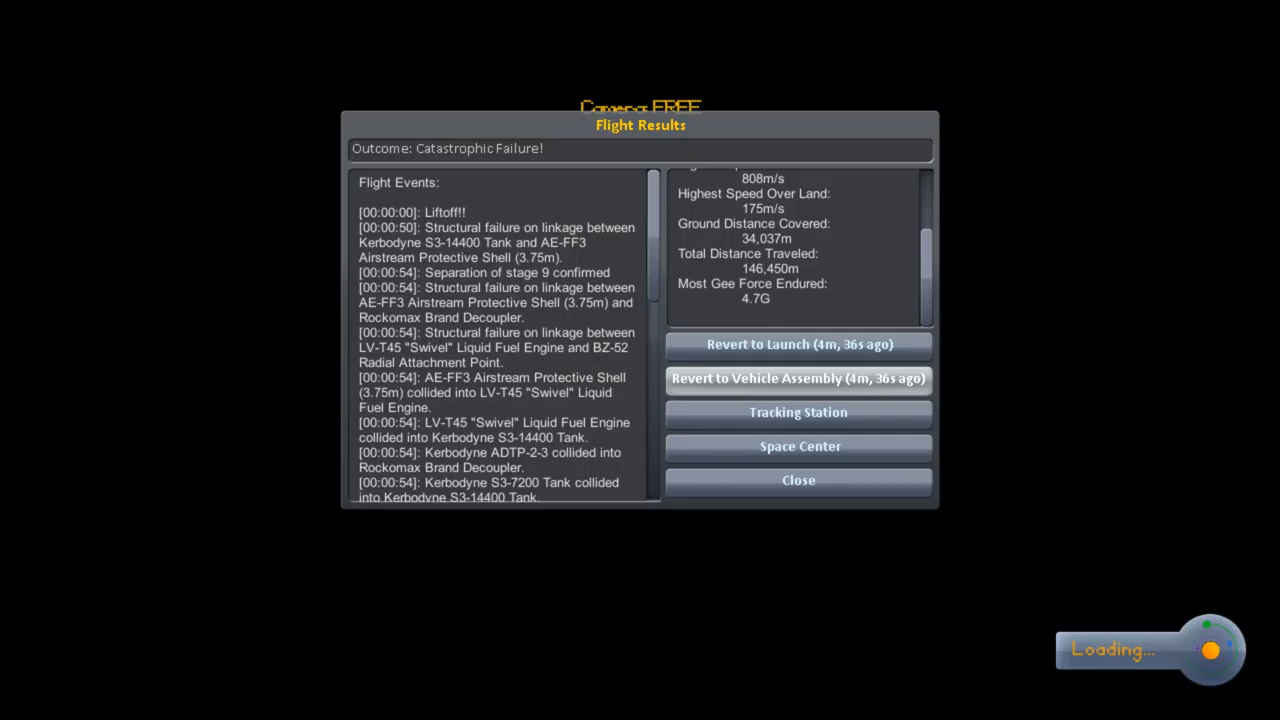 Camera: FREE
Flight Results
Outcome: Catastrophic Failure!
Flight Events:
[00:00:00]: Liftoff!!
[00:00:50]: Structural failure on linkage between
Kerbodyne S3-14400 Tank and AE-FF3
Airstream Protective Shell (3.75m).
[00:00:54]: Separation of stage 9 confirmed
[00:00:54]: Structural failure on linkage between
AE-FF3 Airstream Protective Shell (3.75m) and
Rockomax Brand Decoupler.
[00:00:54]: Structural failure on linkage between
LV-T45 "Swivel" Liquid Fuel Engine and BZ-52
Radial Attachment Point.
[00:00:54]: AE-FF3 Airstream Protective Shell
(3.75m) collided into LV-T45 "Swivel" Liquid
Fuel Engine.
[00:00:54]: LV-T45 "Swivel" Liquid Fuel Engine
collided into Kerbodyne S3-14400 Tank.
[00:00:54]: Kerbodyne ADTP-2-3 collided into
Rockomax Brand Decoupler.
[00:00:54]: Kerbodyne S3-7200 Tank collided
into Kerbodyne S3-14400 Tank.
808m/s
Highest Speed Over Land:
175m/s
Ground Distance Covered:
34,037m
Total Distance Traveled:
146,450m
Most Gee Force Endured:
4.7G
Revert to Launch (4m, 36s ago)
Revert to Vehicle Assembly (4m, 36s ago)
Tracking Station
Space Center
Close
Loading...